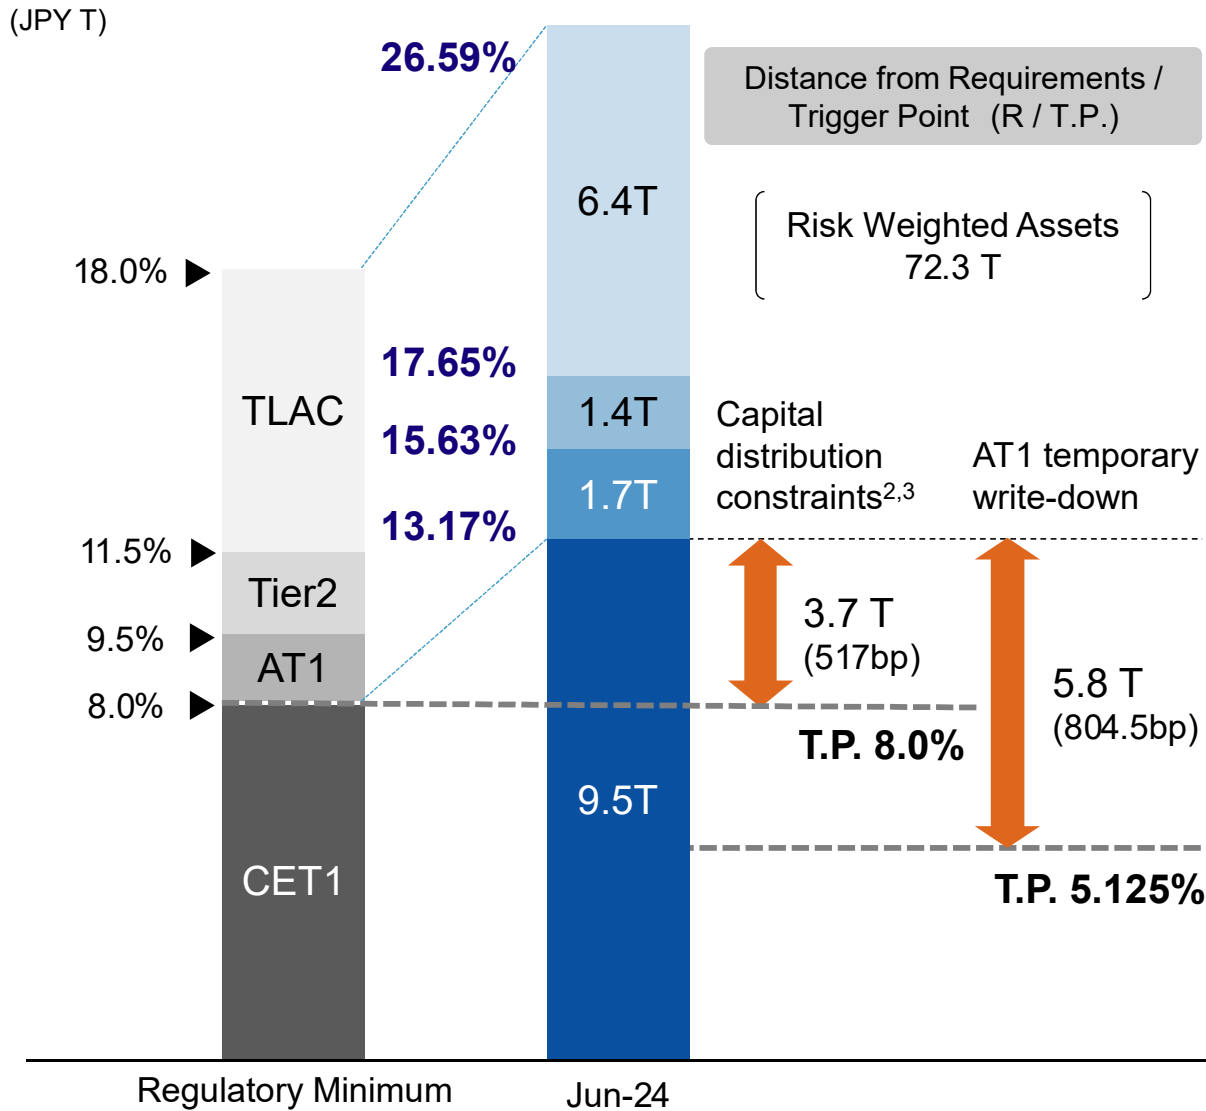 (JPY T)
26.59%
Distance from Requirements /
Trigger Point (R / T.P.)
6.4T
Risk Weighted Assets
72.3 T
18.0%
17.65%
TLAC
1.4T
15.63%
1.7T
13.17%
Capital
distribution
constraints2,3
AT1 temporary
write-down
11.5%
Tier2
9.5%
AT1
8.0%
3.7 T
(517bp)
5.8 T
(804.5bp)
T.P. 8.0%
9.5T
CET1
T.P. 5.125%
Regulatory Minimum
Jun-24